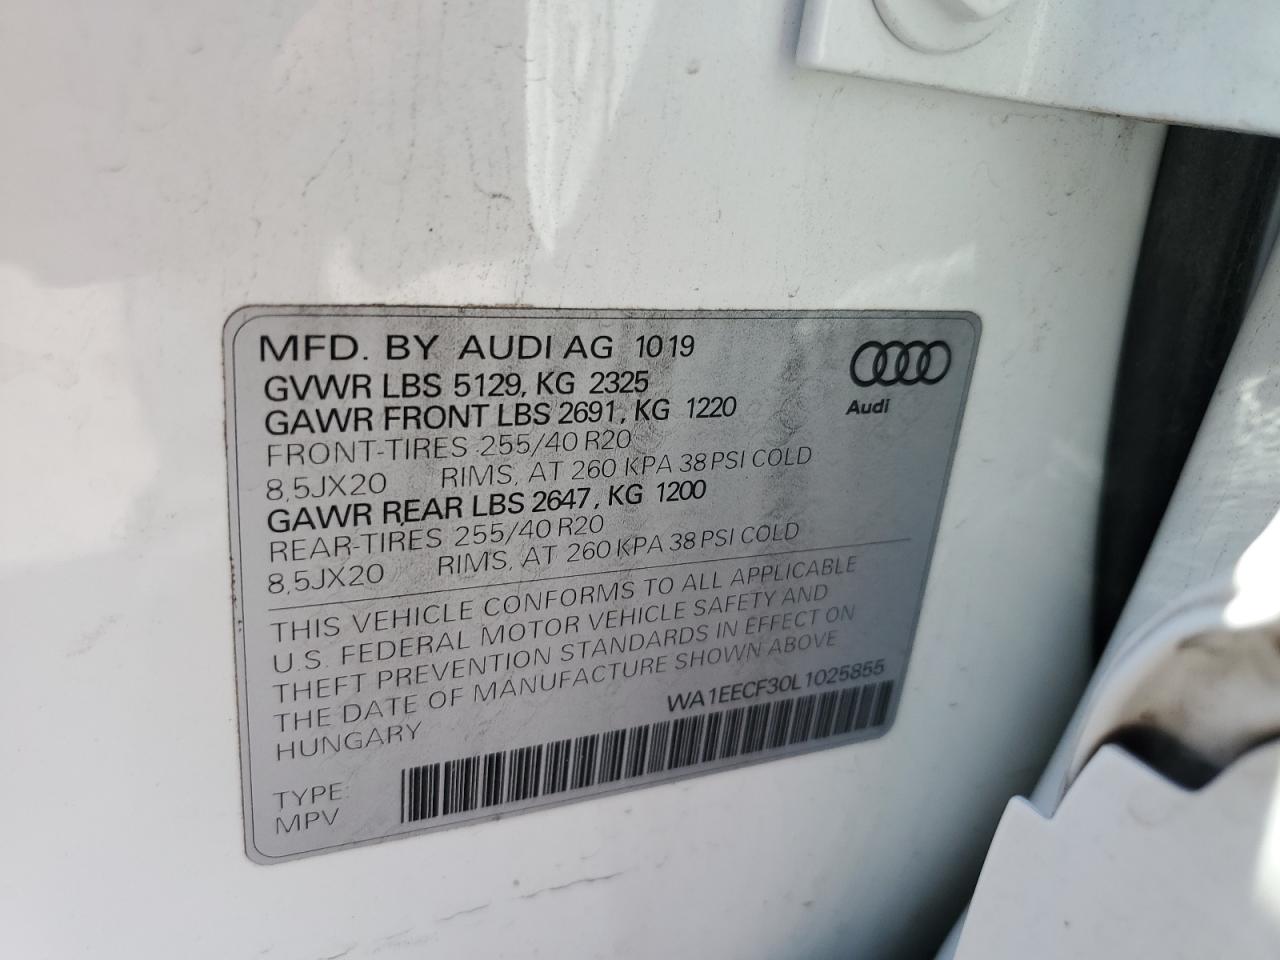 MFD. BY AUDI AG 10 19
GVWR LBS 5129, KG 2325
GAWR FRONT LBS 2691, KG 1220
FRONT-TIRES 255/40 R20
8,5JX20 RIMS, AT 260 KPA 38 PSI COLD
GAWR REAR LBS 2647, KG 1200
REAR-TIRES 255/40 R20
8,5JX20 RIMS, AT 260 KPA 38 PSI COLD
Audi
THIS VEHICLE CONFORMS TO ALL APPLICABLE
U.S. FEDERAL MOTOR VEHICLE SAFETY AND
THEFT PREVENTION STANDARDS IN EFFECT ON
THE DATE OF MANUFACTURE SHOWN ABOVE
HUNGARY WA1EECF30L1025855
TYPE:
MPV